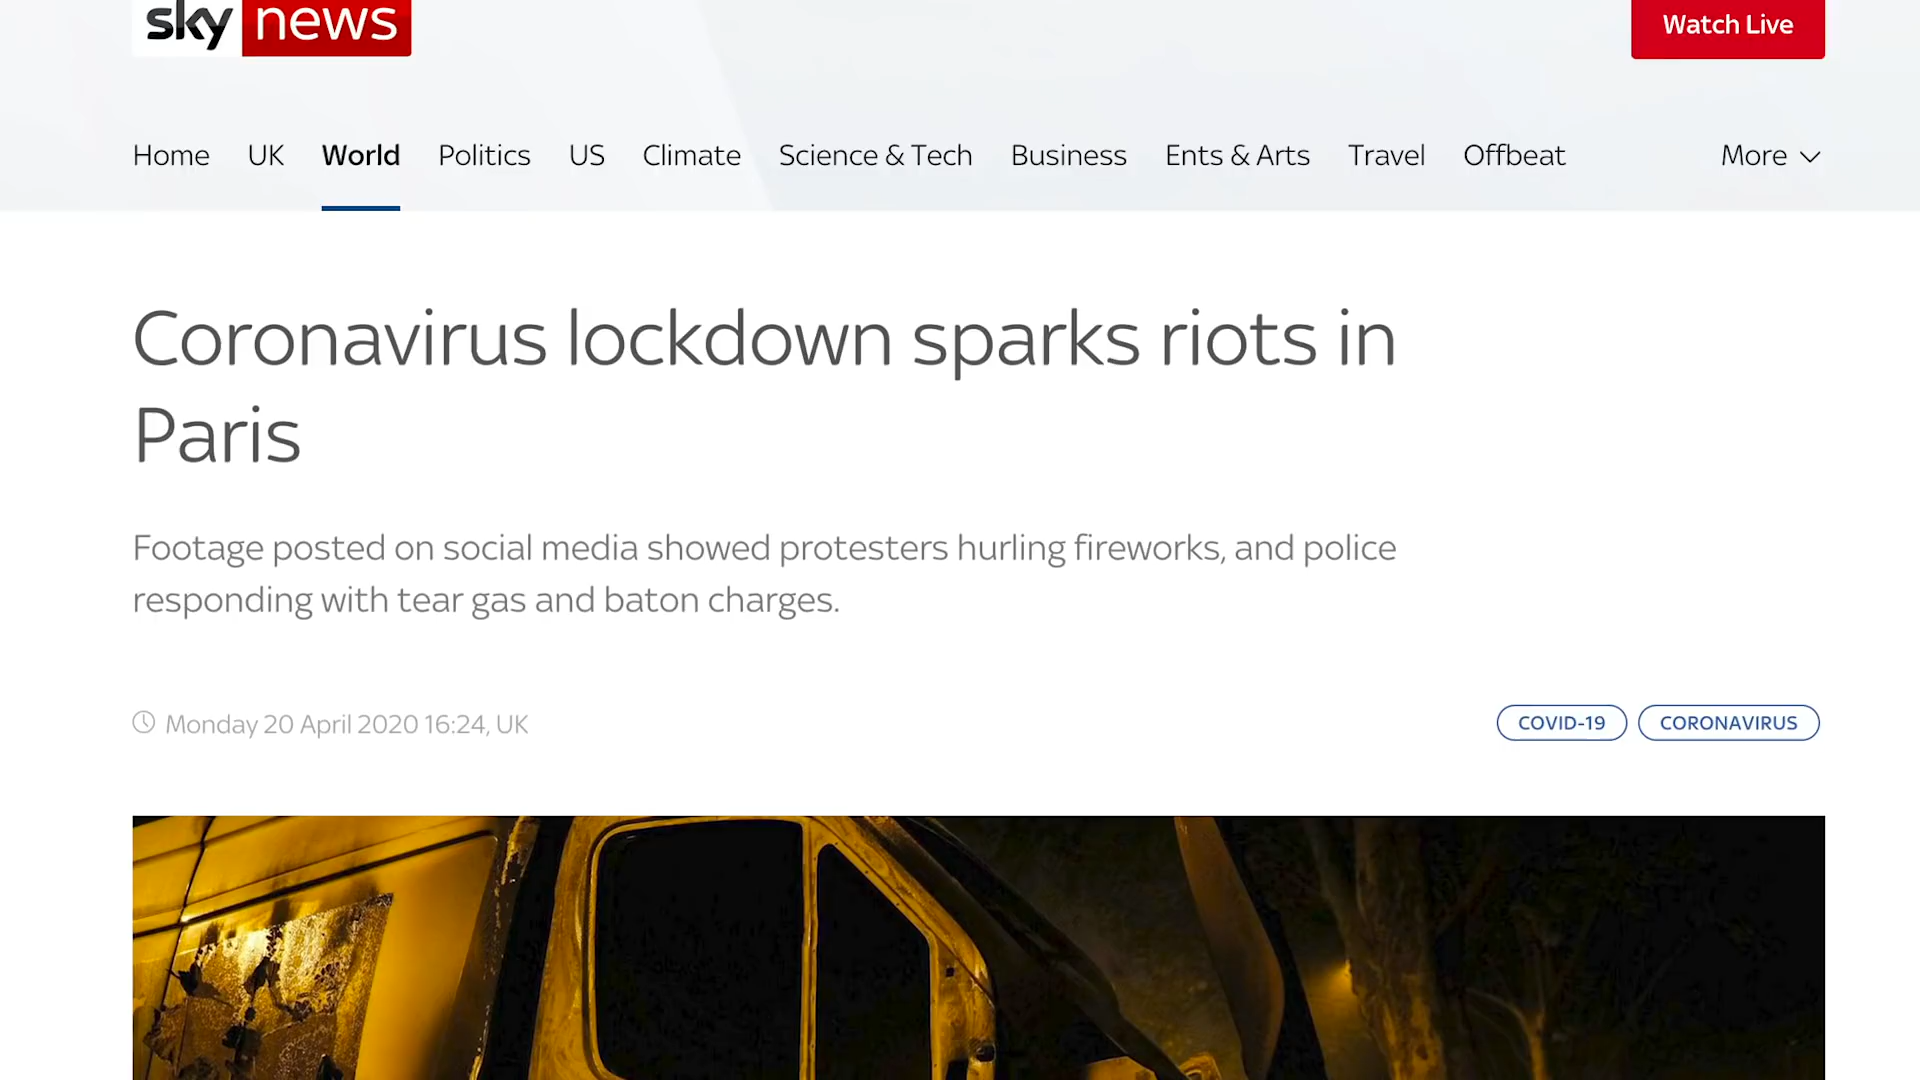 sky news
Watch Live
Home UK World Politics US Climate Science & Tech Business Ents & Arts Travel Offbeat More
Coronavirus lockdown sparks riots in
Paris
Footage posted on social media showed protesters hurling fireworks, and police
responding with tear gas and baton charges.
Monday 20 April 2020 16:24, UK
COVID-19 CORONAVIRUS